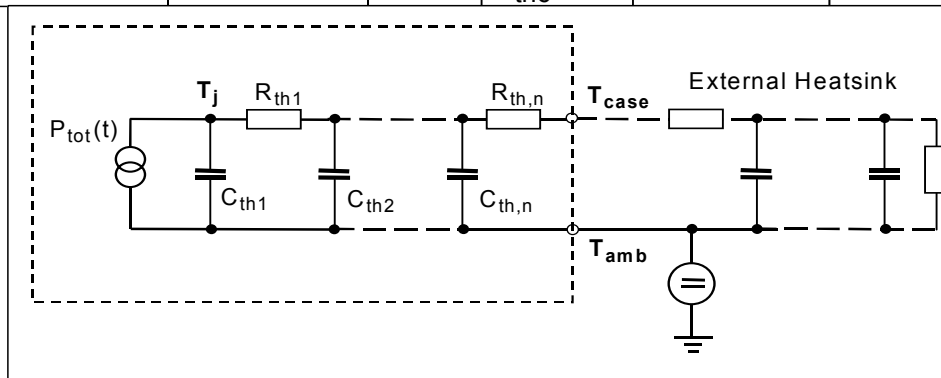 External Heatsink
T_j R_th1 R_th,n T_case
P_tot(t)
C_th1 C_th2 C_th,n
T_amb